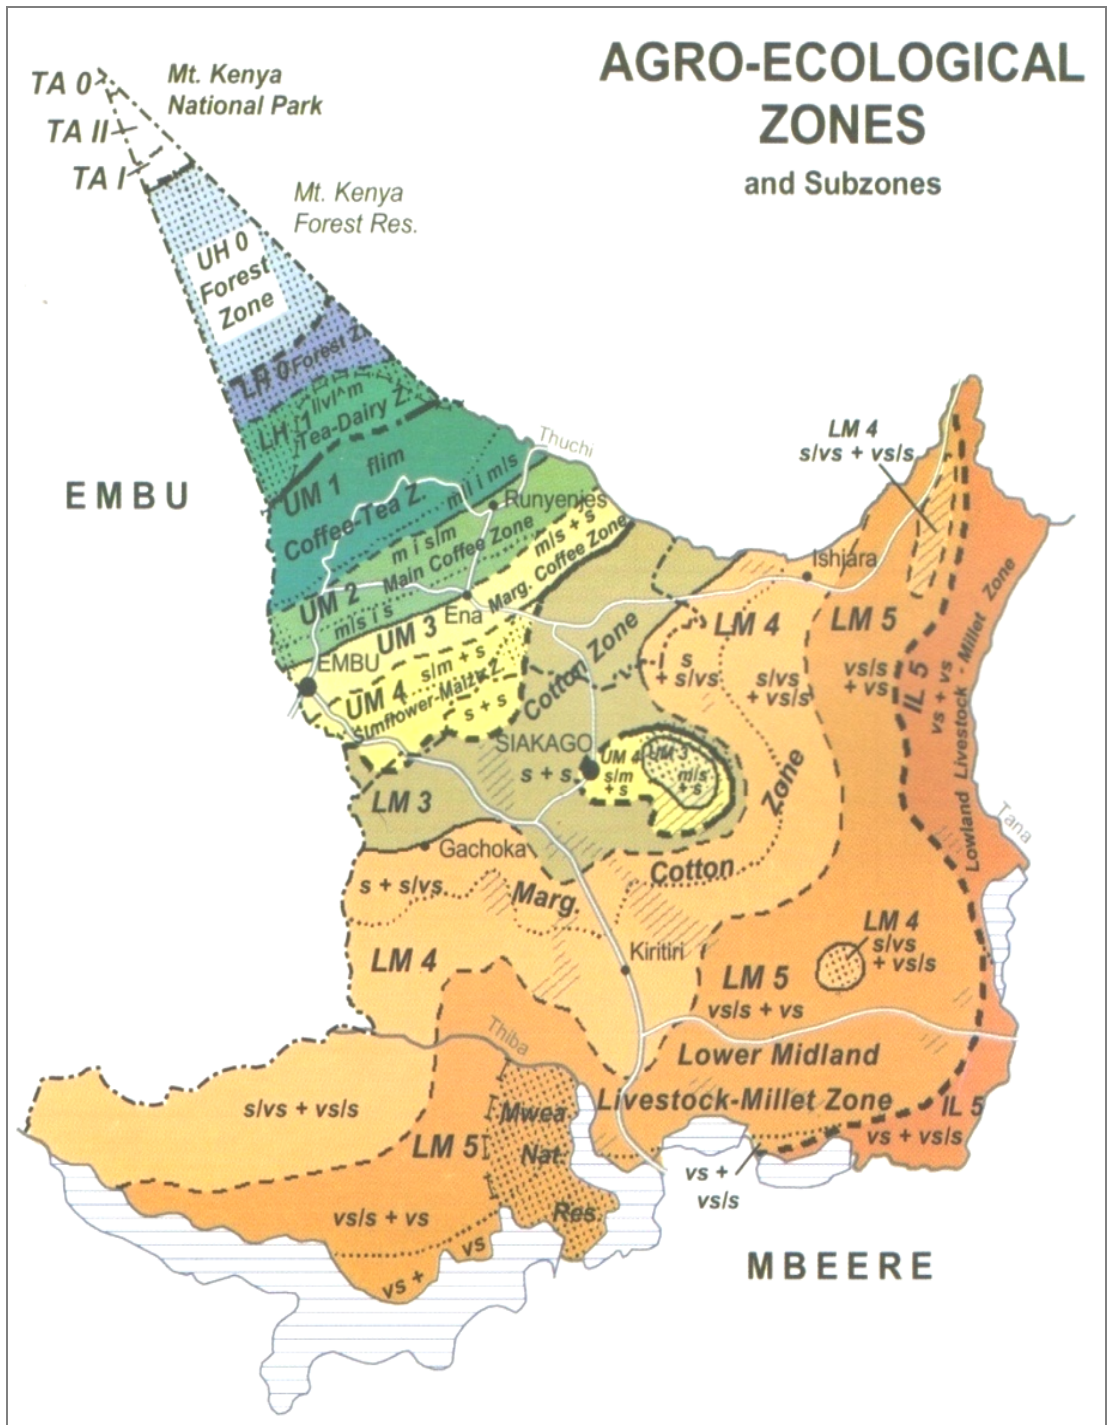 AGRO-ECOLOGICAL
ZONES
and Subzones
TA 0
TA II
TA I
Mt. Kenya
National Park
Mt. Kenya
Forest Res.
UH 0
Forest
Zone
LH 0 Forest Z.
LH 1
l/vl^m
Tea-Dairy Z.
EMBU
UM 1
flim
Coffee-Tea Z.
m l i m/s
Thuchi
Runyenjes
m i s/m
Main Coffee Zone
UM 2
m/s i s
m/s + s
Marg. Coffee Zone
Ena
UM 3
EMBU
UM 4
s/m + s
Sunflower-Maize Z.
s + s
Cotton Zone
LM 4
s/vs + vs/s
Ishiara
LM 4
LM 5
s
+ s/vs
s/vs
+ vs/s
vs/s
+ vs
IL 5
vs + vs
Lowland Livestock - Millet Zone
SIAKAGO
s + s
UM 4
s/m
+ s
UM 3
m/s
+ s
Zone
LM 3
Gachoka
Cotton
Marg.
s + s/vs
Tana
LM 4
Kiritiri
LM 4
s/vs
+ vs/s
LM 5
vs/s + vs
Thiba
Lower Midland
Livestock-Millet Zone
s/vs + vs/s
LM 5
Mwea
Nat.
Res.
IL 5
vs + vs/s
vs +
vs/s
vs/s + vs
vs + vs
MBEERE